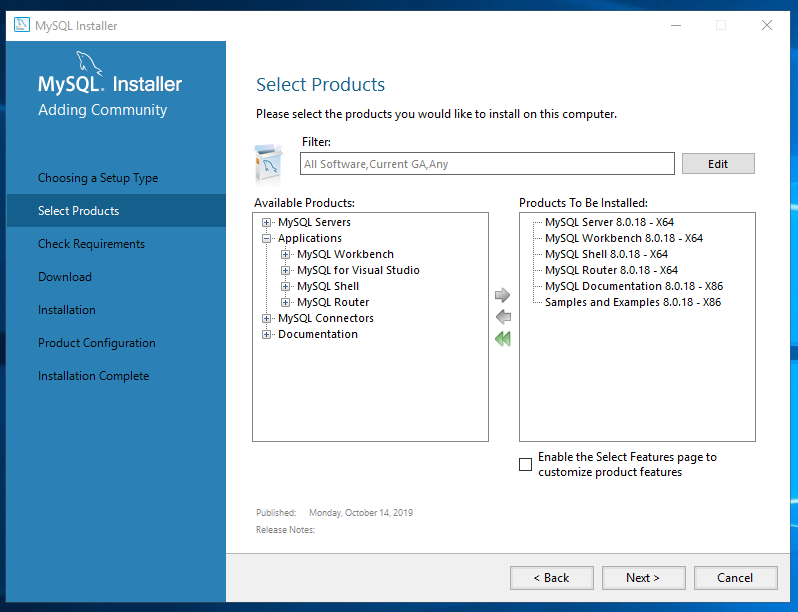 MySQL Installer
MySQL. Installer
Adding Community
Choosing a Setup Type
Select Products
Check Requirements
Download
Installation
Product Configuration
Installation Complete
Select Products
Please select the products you would like to install on this computer.
Filter:
All Software,Current GA,Any
Edit
Available Products:
MySQL Servers
Applications
MySQL Workbench
MySQL for Visual Studio
MySQL Shell
MySQL Router
MySQL Connectors
Documentation
Products To Be Installed:
MySQL Server 8.0.18 - X64
MySQL Workbench 8.0.18 - X64
MySQL Shell 8.0.18 - X64
MySQL Router 8.0.18 - X64
MySQL Documentation 8.0.18 - X86
Samples and Examples 8.0.18 - X86
Enable the Select Features page to
customize product features
Published: Monday, October 14, 2019
Release Notes:
< Back
Next >
Cancel